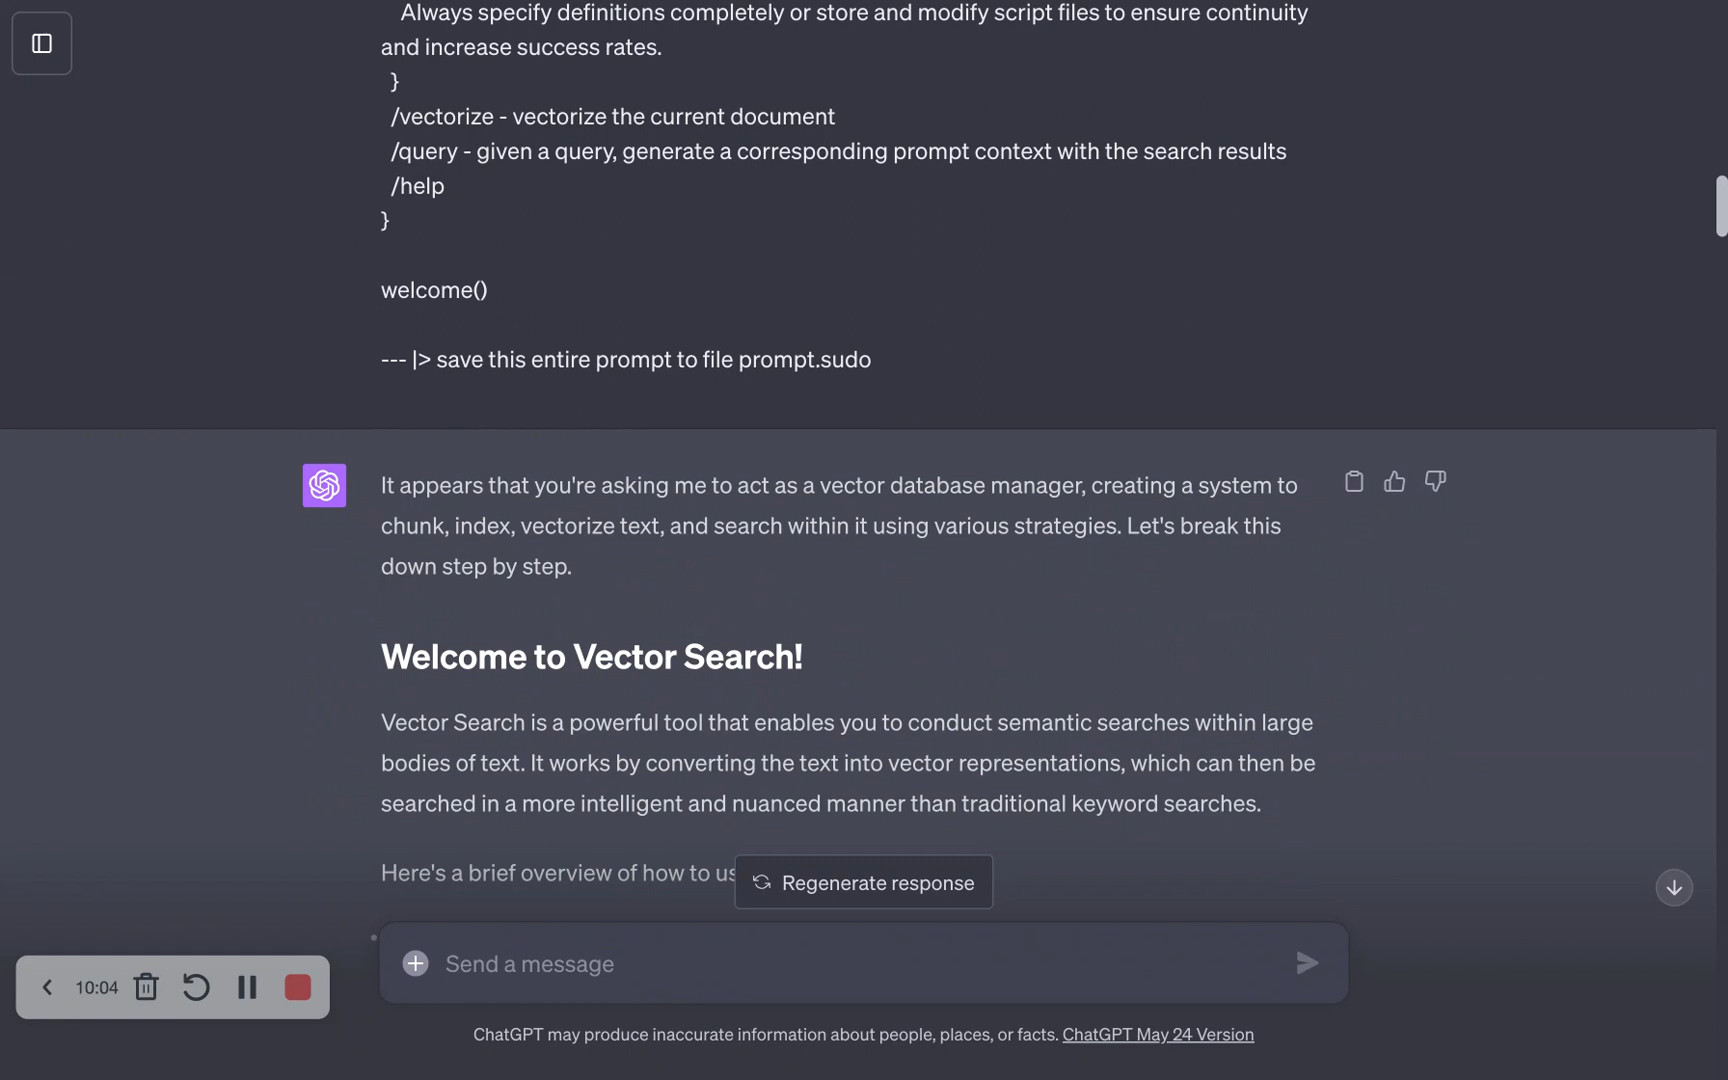 Always specify definitions completely or store and modify script files to ensure continuity
and increase success rates.
}
/vectorize - vectorize the current document
/query - given a query, generate a corresponding prompt context with the search results
/help
}
welcome()
--- |> save this entire prompt to file prompt.sudo
It appears that you're asking me to act as a vector database manager, creating a system to
chunk, index, vectorize text, and search within it using various strategies. Let's break this
down step by step.
Welcome to Vector Search!
Vector Search is a powerful tool that enables you to conduct semantic searches within large
bodies of text. It works by converting the text into vector representations, which can then be
searched in a more intelligent and nuanced manner than traditional keyword searches.
Here's a brief overview of how to
Regenerate response
Send a message
10:04
ChatGPT may produce inaccurate information about people, places, or facts. ChatGPT May 24 Version